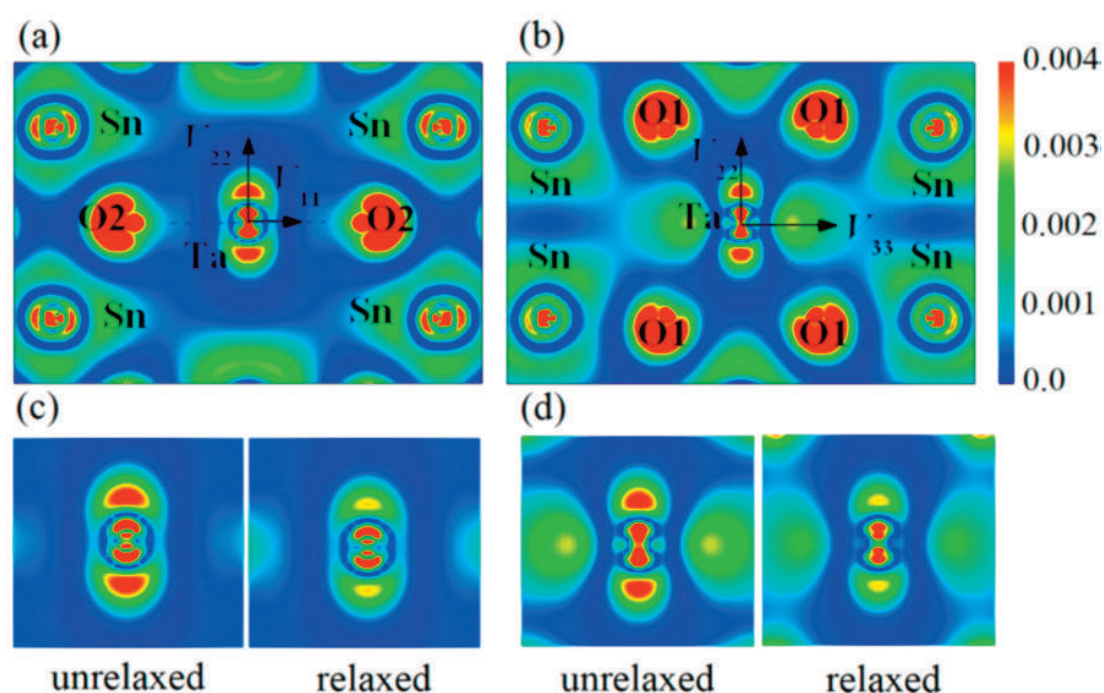 (a)
(b)
Sn
Sn
O2
22
11
O2
Ta
Sn
Sn
O1
O1
Sn
22
Sn
Ta
33
Sn
Sn
O1
O1
0.004
0.003
0.002
0.001
0.0
(c)
(d)
unrelaxed
relaxed
unrelaxed
relaxed